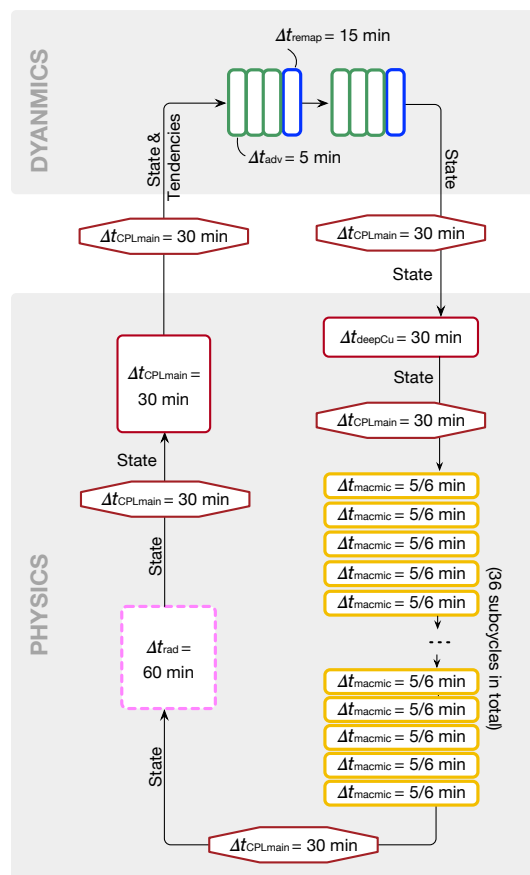 DYANMICS
Δtremap = 15 min
Δtadv = 5 min
State &
Tendencies
State
ΔtCPLmain = 30 min
ΔtCPLmain = 30 min
State
PHYSICS
ΔtdeepCu = 30 min
State
ΔtCPLmain = 30 min
Δtmacmic = 5/6 min
Δtmacmic = 5/6 min
Δtmacmic = 5/6 min
Δtmacmic = 5/6 min
Δtmacmic = 5/6 min
...
Δtmacmic = 5/6 min
Δtmacmic = 5/6 min
Δtmacmic = 5/6 min
Δtmacmic = 5/6 min
Δtmacmic = 5/6 min
(36 subcycles in total)
ΔtCPLmain = 30 min
State
Δtrad =
60 min
State
ΔtCPLmain = 30 min
State
ΔtCPLmain =
30 min